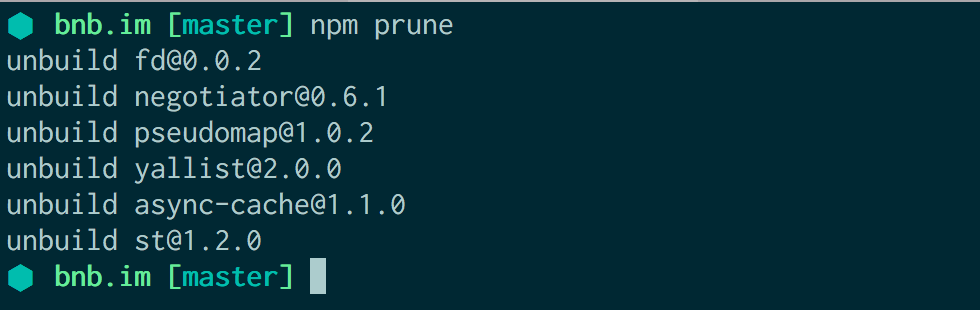 bnb.im [master] npm prune
unbuild fd@0.0.2
unbuild negotiator@0.6.1
unbuild pseudomap@1.0.2
unbuild yallist@2.0.0
unbuild async-cache@1.1.0
unbuild st@1.2.0
bnb.im [master]